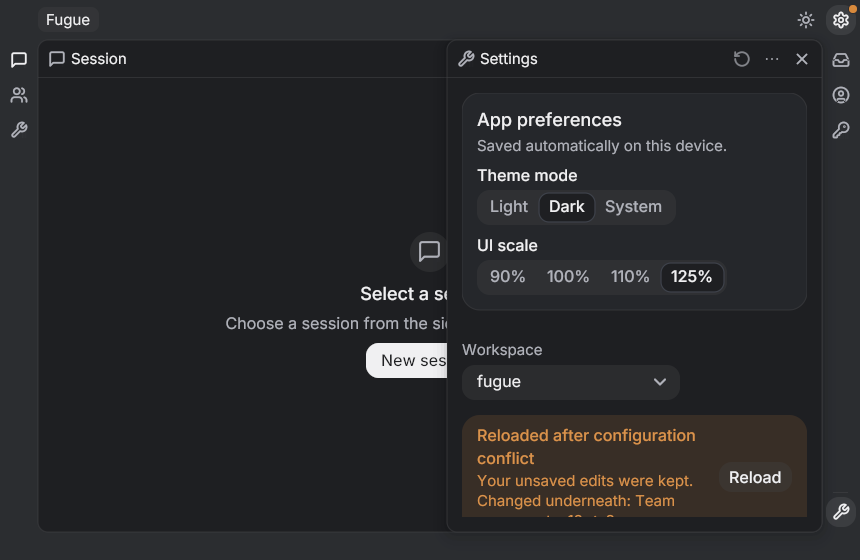 Fugue
Session
Settings
App preferences
Saved automatically on this device.
Theme mode
Light Dark System
UI scale
90% 100% 110% 125%
Select a se
Choose a session from the si
New ses
Workspace
fugue
Reloaded after configuration
conflict
Your unsaved edits were kept.
Changed underneath: Team
Reload